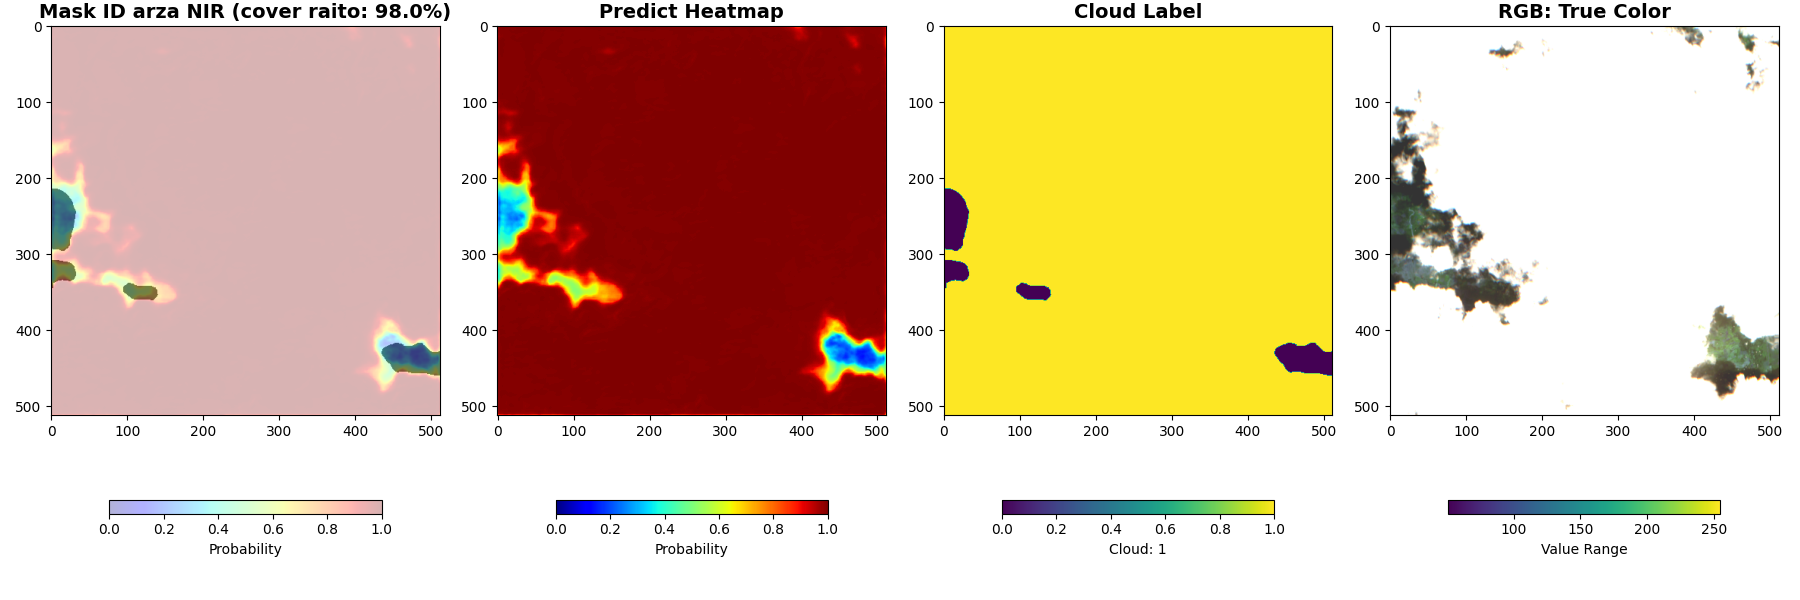 Mask ID arza NIR (cover raito: 98.0%)
0
100
200
300
400
500
0 100 200 300 400 500
0.0 0.2 0.4 0.6 0.8 1.0
Probability
Predict Heatmap
0
100
200
300
400
500
0 100 200 300 400 500
0.0 0.2 0.4 0.6 0.8 1.0
Probability
Cloud Label
0
100
200
300
400
500
0 100 200 300 400 500
0.0 0.2 0.4 0.6 0.8 1.0
Cloud: 1
RGB: True Color
0
100
200
300
400
500
0 100 200 300 400 500
100 150 200 250
Value Range